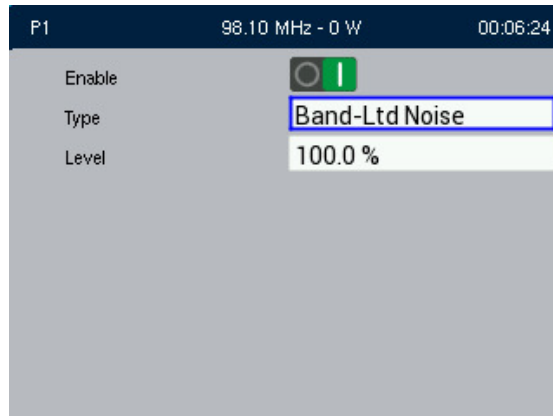 P1 98.10 MHz - 0 W 00:06:24
Enable
Type Band-Ltd Noise
Level 100.0 %